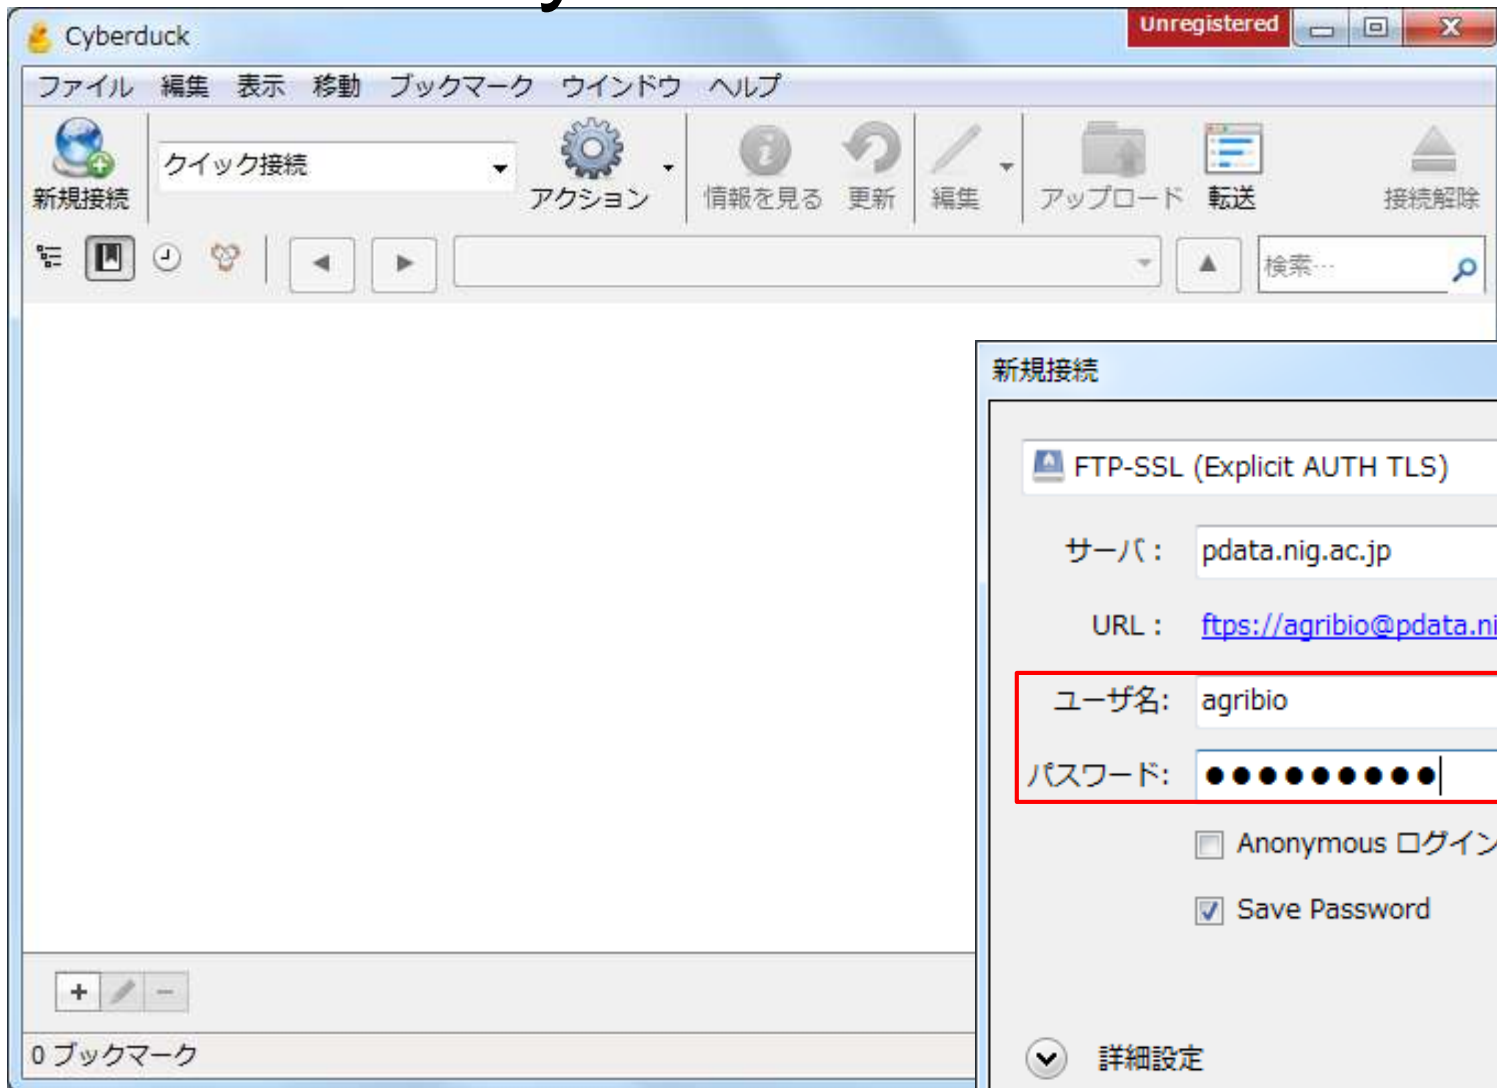 Cyberduck
Unregistered
ファイル 編集 表示 移動 ブックマーク ウインドウ ヘルプ
新規接続
クイック接続
アクション
情報を見る
更新
編集
アップロード
転送
接続解除
検索…
新規接続
FTP-SSL (Explicit AUTH TLS)
サーバ： pdata.nig.ac.jp
URL： ftps://agribio@pdata.ni
ユーザ名: agribio
パスワード: ●●●●●●●●●
Anonymous ログイン
Save Password
詳細設定
0 ブックマーク